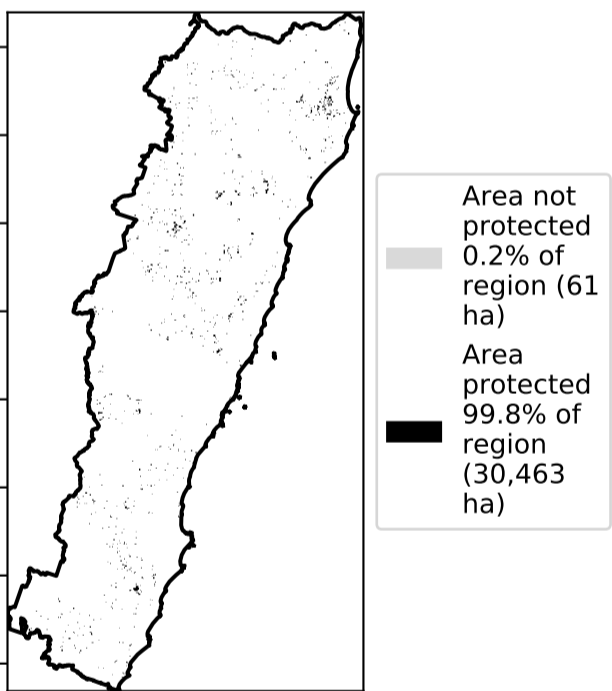 Area not
protected
0.2% of
region (61
ha)
Area
protected
99.8% of
region
(30,463
ha)